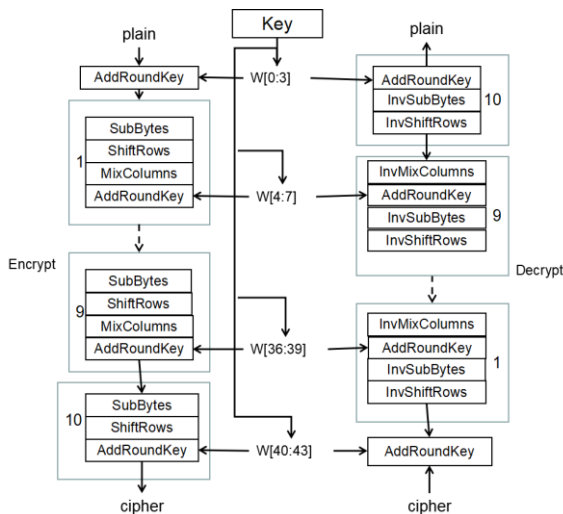 Key
plain
AddRoundKey
1
SubBytes
ShiftRows
MixColumns
AddRoundKey
Encrypt
9
SubBytes
ShiftRows
MixColumns
AddRoundKey
10
SubBytes
ShiftRows
AddRoundKey
cipher
W[0:3]
W[4:7]
W[36:39]
W[40:43]
plain
AddRoundKey
InvSubBytes
InvShiftRows
10
InvMixColumns
AddRoundKey
InvSubBytes
InvShiftRows
9
Decrypt
InvMixColumns
AddRoundKey
InvSubBytes
InvShiftRows
1
AddRoundKey
cipher